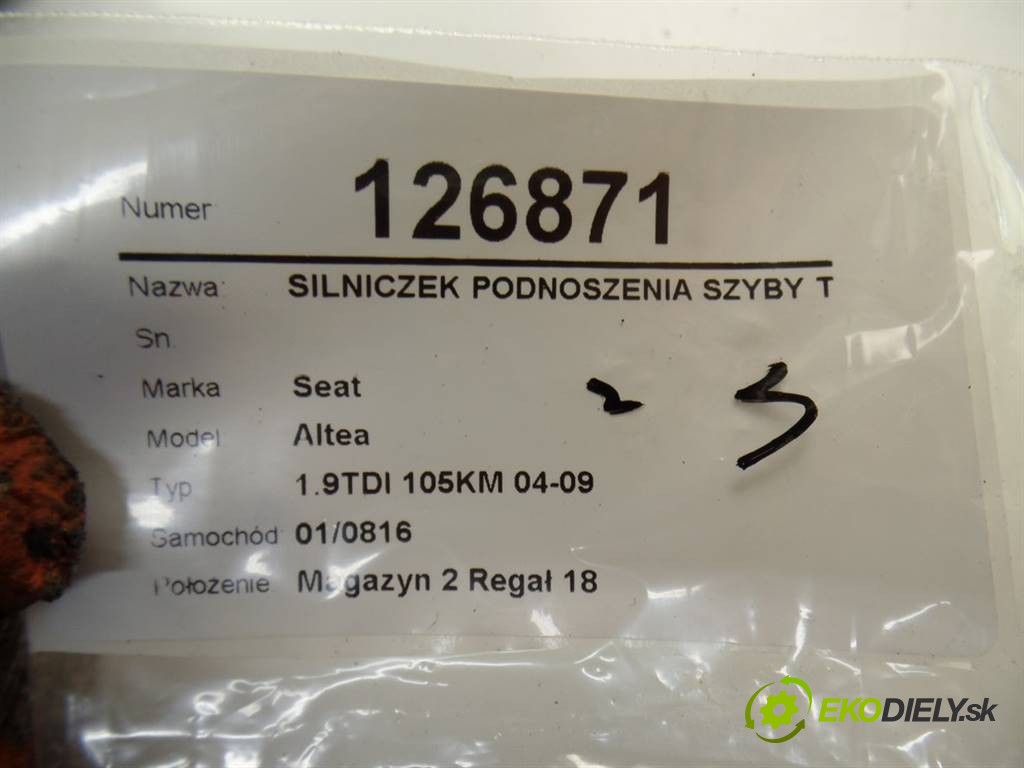 Numer 126871
Nazwa: SILNICZEK PODNOSZENIA SZYBY T
Sn
Marka Seat
Model Altea
Typ 1.9TDI 105KM 04-09
Samochód 01/0816
Położenie Magazyn 2 Regał 18
EKODIELY.sk